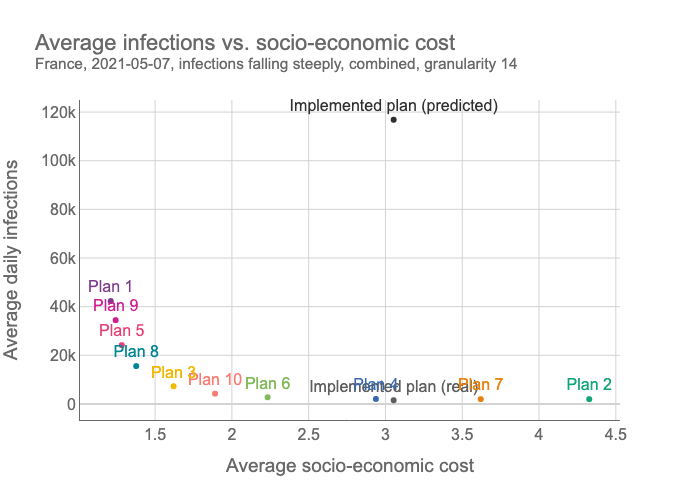 Average infections vs. socio-economic cost
France, 2021-05-07, infections falling steeply, combined, granularity 14
Average daily infections
120k
100k
80k
60k
40k
20k
0
Implemented plan (predicted)
Plan 1
Plan 9
Plan 5
Plan 8
Plan 3
Plan 10
Plan 6
Implemented plan (real)
Plan 4
Plan 7
Plan 2
1.5
2
2.5
3
3.5
4
4.5
Average socio-economic cost